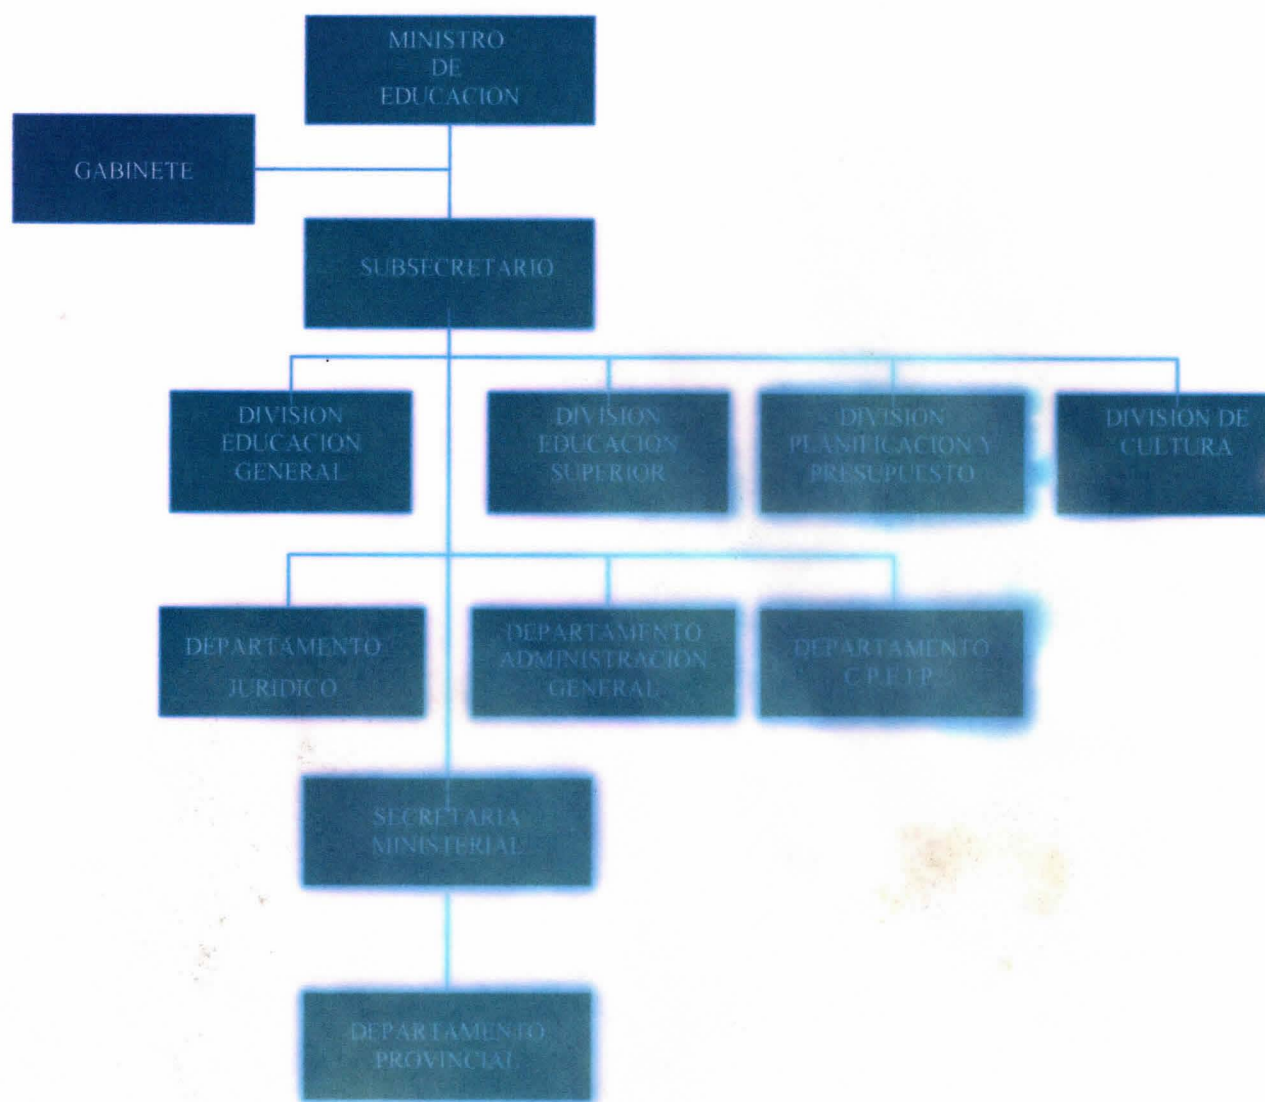 MINISTRO
DE
EDUCACION
GABINETE
SUBSECRETARIO
DIVISION
EDUCACION
GENERAL
DIVISION
EDUCACION
SUPERIOR
DIVISION
PLANIFICACION Y
PRESUPUESTO
DIVISION DE
CULTURA
DEPARTAMENTO
JURIDICO
DEPARTAMENTO
ADMINISTRACION
GENERAL
DEPARTAMENTO
C.P.E.I.P.
SECRETARIA
MINISTERIAL
DEPARTAMENTO
PROVINCIAL